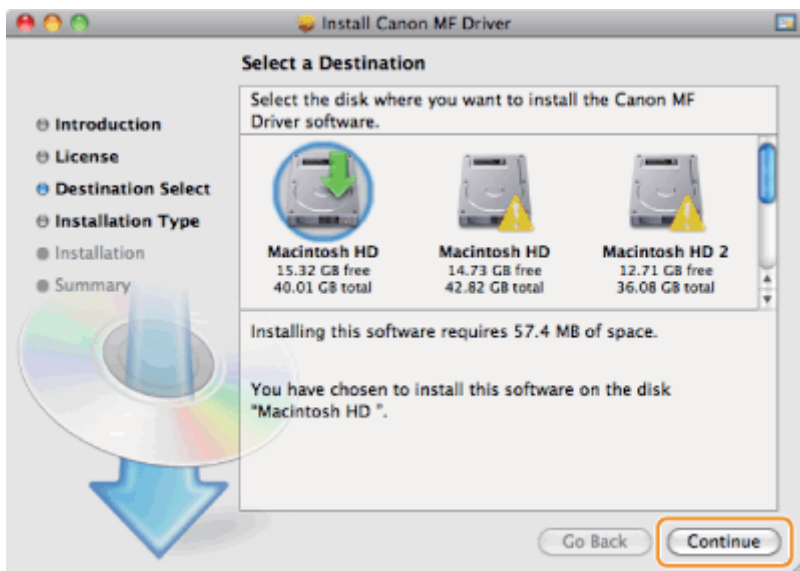 Install Canon MF Driver
Select a Destination
Introduction
License
Destination Select
Installation Type
Installation
Summary
Select the disk where you want to install the Canon MF
Driver software.
Macintosh HD
15.32 GB free
40.01 GB total
Macintosh HD
14.73 GB free
42.82 GB total
Macintosh HD 2
12.71 GB free
36.08 GB total
Installing this software requires 57.4 MB of space.
You have chosen to install this software on the disk
"Macintosh HD ".
Go Back
Continue